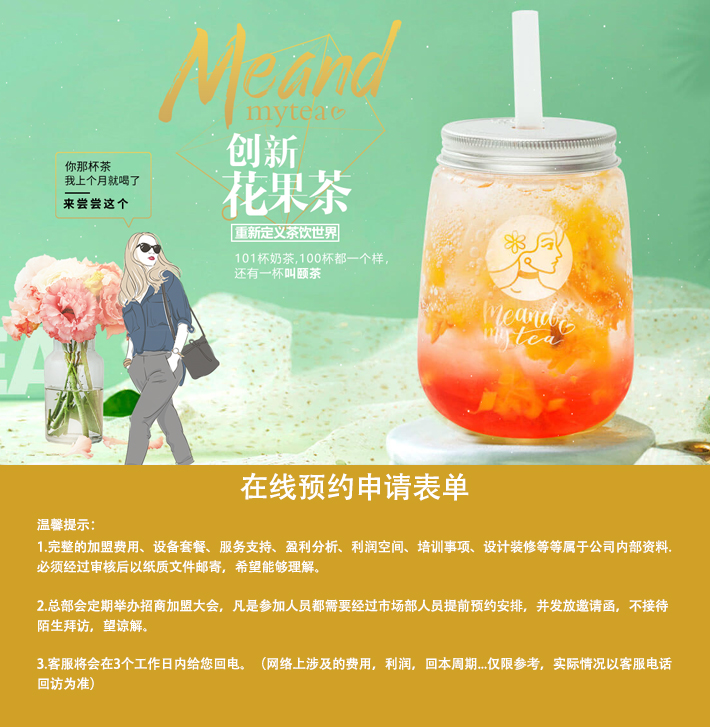 Meand
mytea
创新
花果茶
重新定义茶饮世界
101杯奶茶,100杯都一个样,
还有一杯叫颐茶
你那杯茶
我上个月就喝了
来尝尝这个
meand
mytea
EA
在线预约申请表单
温馨提示：
1.完整的加盟费用、设备套餐、服务支持、盈利分析、利润空间、培训事项、设计装修等等属于公司内部资料.
必须经过审核后以纸质文件邮寄，希望能够理解。
2.总部会定期举办招商加盟大会，凡是参加人员都需要经过市场部人员提前预约安排，并发放邀请函，不接待
陌生拜访，望谅解。
3.客服将会在3个工作日内给您回电。（网络上涉及的费用，利润，回本周期...仅限参考，实际情况以客服电话
回访为准）